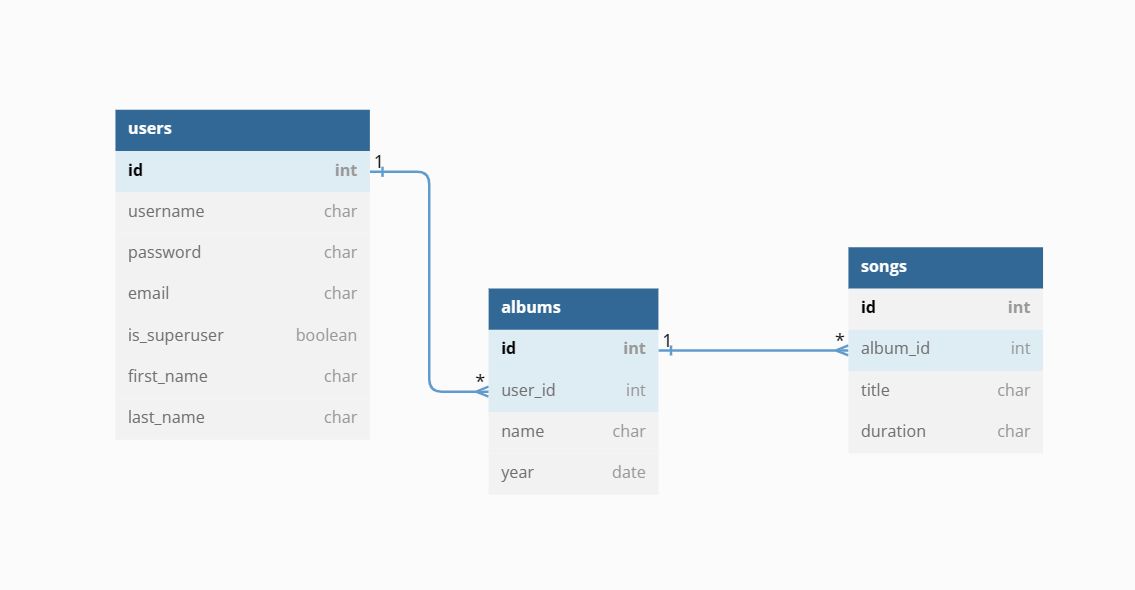 users
id int
username char
password char
email char
is_superuser boolean
first_name char
last_name char
1
*
albums
id int
user_id int
name char
year date
1
*
songs
id int
album_id int
title char
duration char